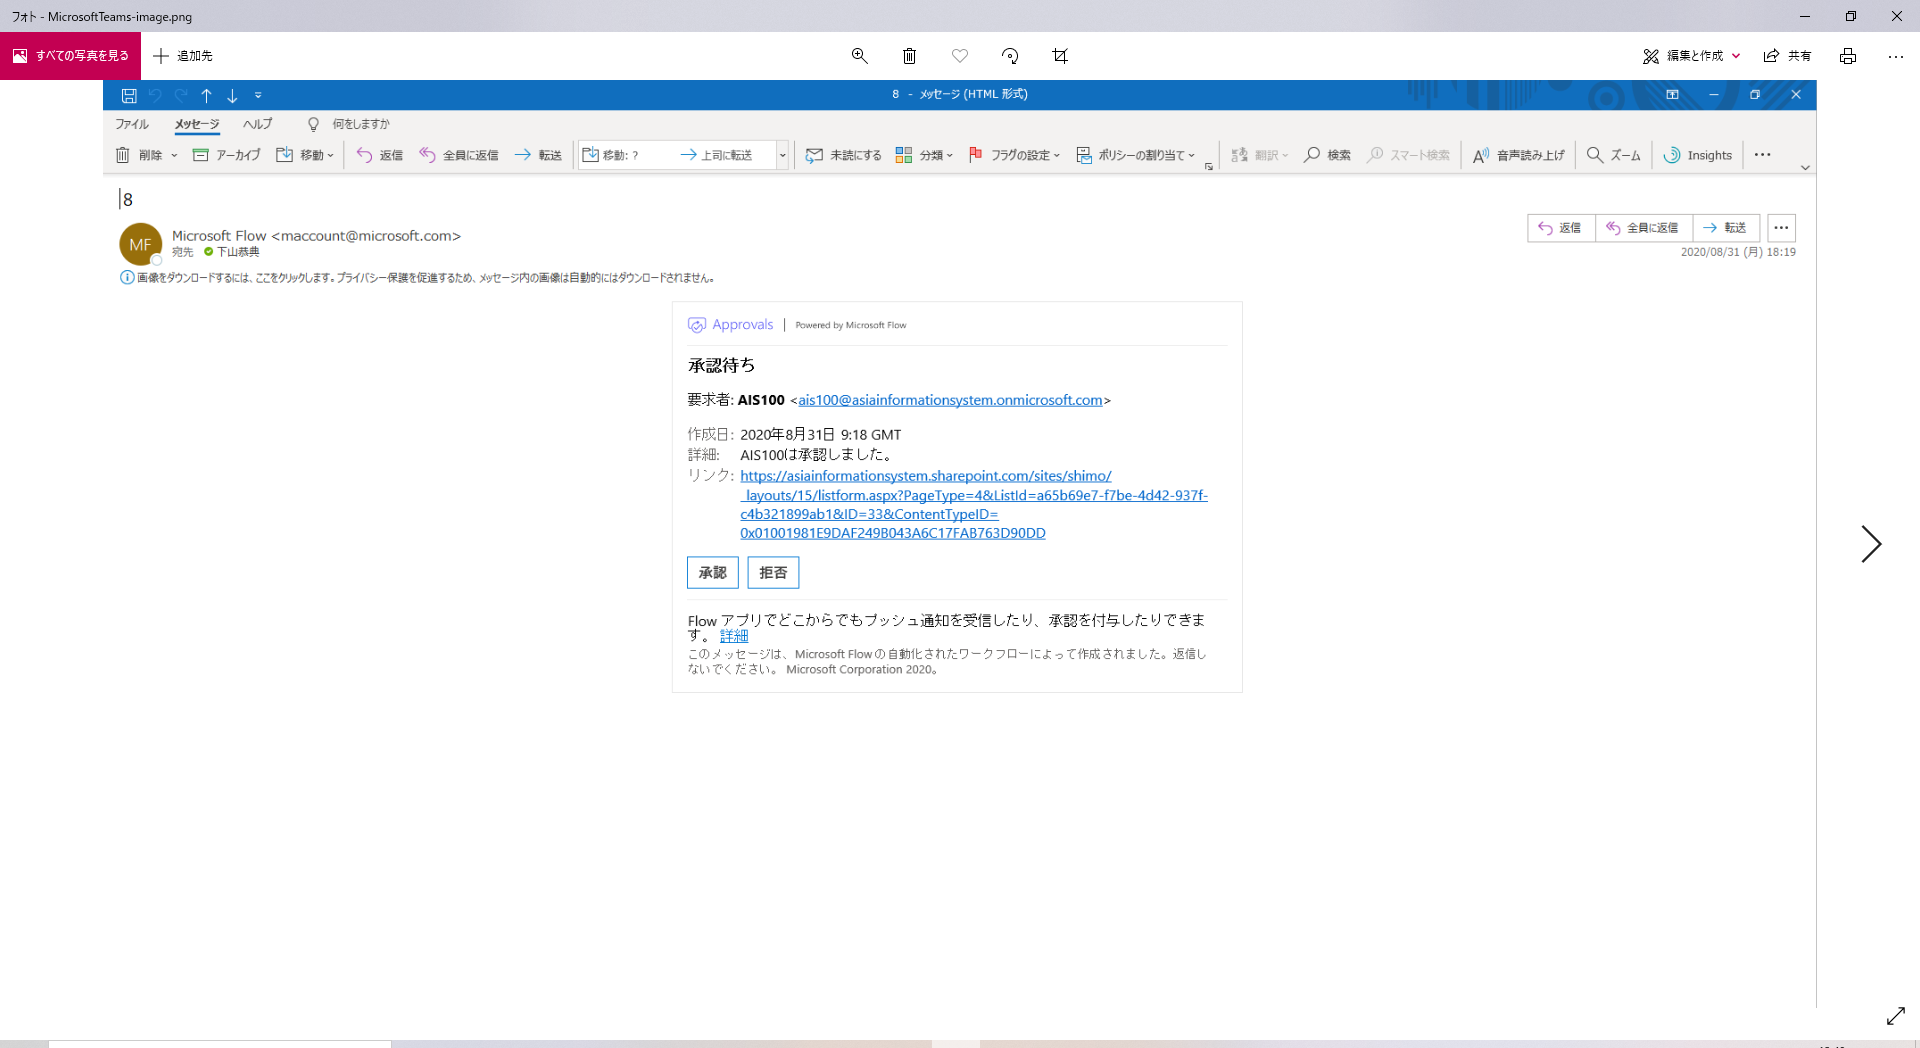 フォト - MicrosoftTeams-image.png
すべての写真を見る
追加先
編集と作成
共有
8 - メッセージ (HTML 形式)
ファイル メッセージ ヘルプ 何をしますか
削除 アーカイブ 移動 返信 全員に返信 転送 移動: ? 上司に転送 未読にする 分類 フラグの設定 ポリシーの割り当て 翻訳 検索 スマート検索 音声読み上げ ズーム Insights
8
MF
Microsoft Flow <maccount@microsoft.com>
宛先 下山恭典
返信 全員に返信 転送
2020/08/31 (月) 18:19
画像をダウンロードするには、ここをクリックします。プライバシー保護を促進するため、メッセージ内の画像は自動的にはダウンロードされません。
Approvals | Powered by Microsoft Flow
承認待ち
要求者: AIS100 <ais100@asiainformationsystem.onmicrosoft.com>
作成日: 2020年8月31日 9:18 GMT
詳細: AIS100は承認しました。
リンク: https://asiainformationsystem.sharepoint.com/sites/shimo/
_layouts/15/listform.aspx?PageType=4&ListId=a65b69e7-f7be-4d42-937f-
c4b321899ab1&ID=33&ContentTypeID=
0x01001981E9DAF249B043A6C17FAB763D90DD
承認 拒否
Flow アプリでどこからでもプッシュ通知を受信したり、承認を付与したりできま
す。 詳細
このメッセージは、Microsoft Flow の自動化されたワークフローによって作成されました。返信し
ないでください。 Microsoft Corporation 2020。